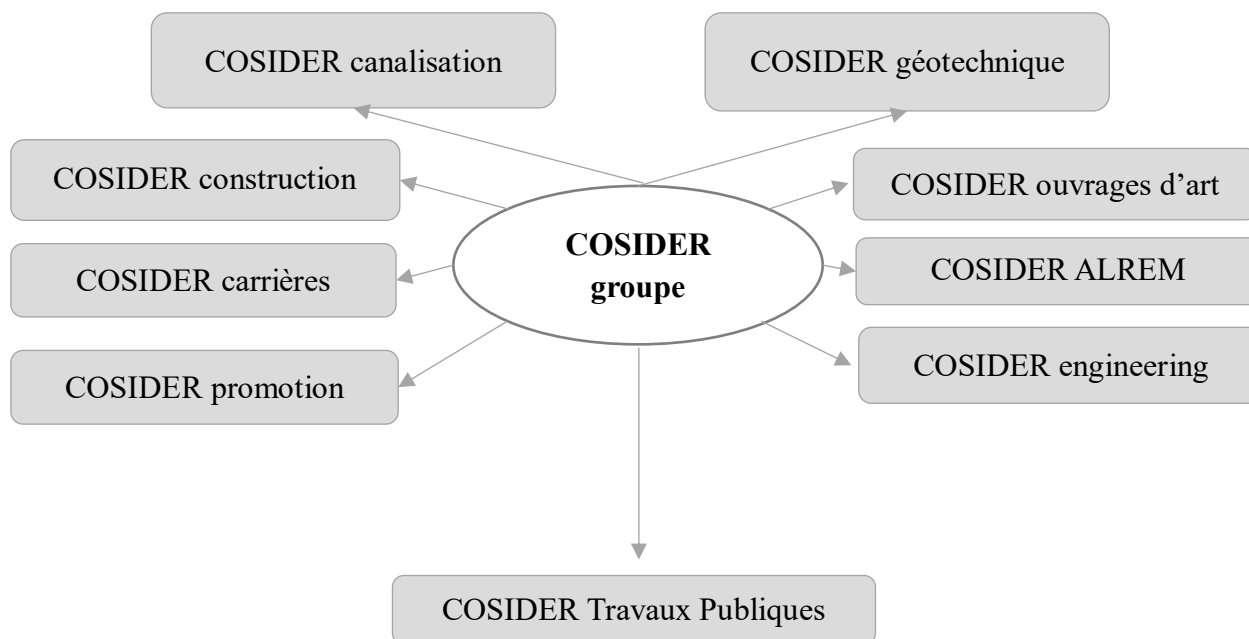 COSIDER canalisation
COSIDER géotechnique
COSIDER construction
COSIDER ouvrages d’art
COSIDER
groupe
COSIDER carrières
COSIDER ALREM
COSIDER promotion
COSIDER engineering
COSIDER Travaux Publiques